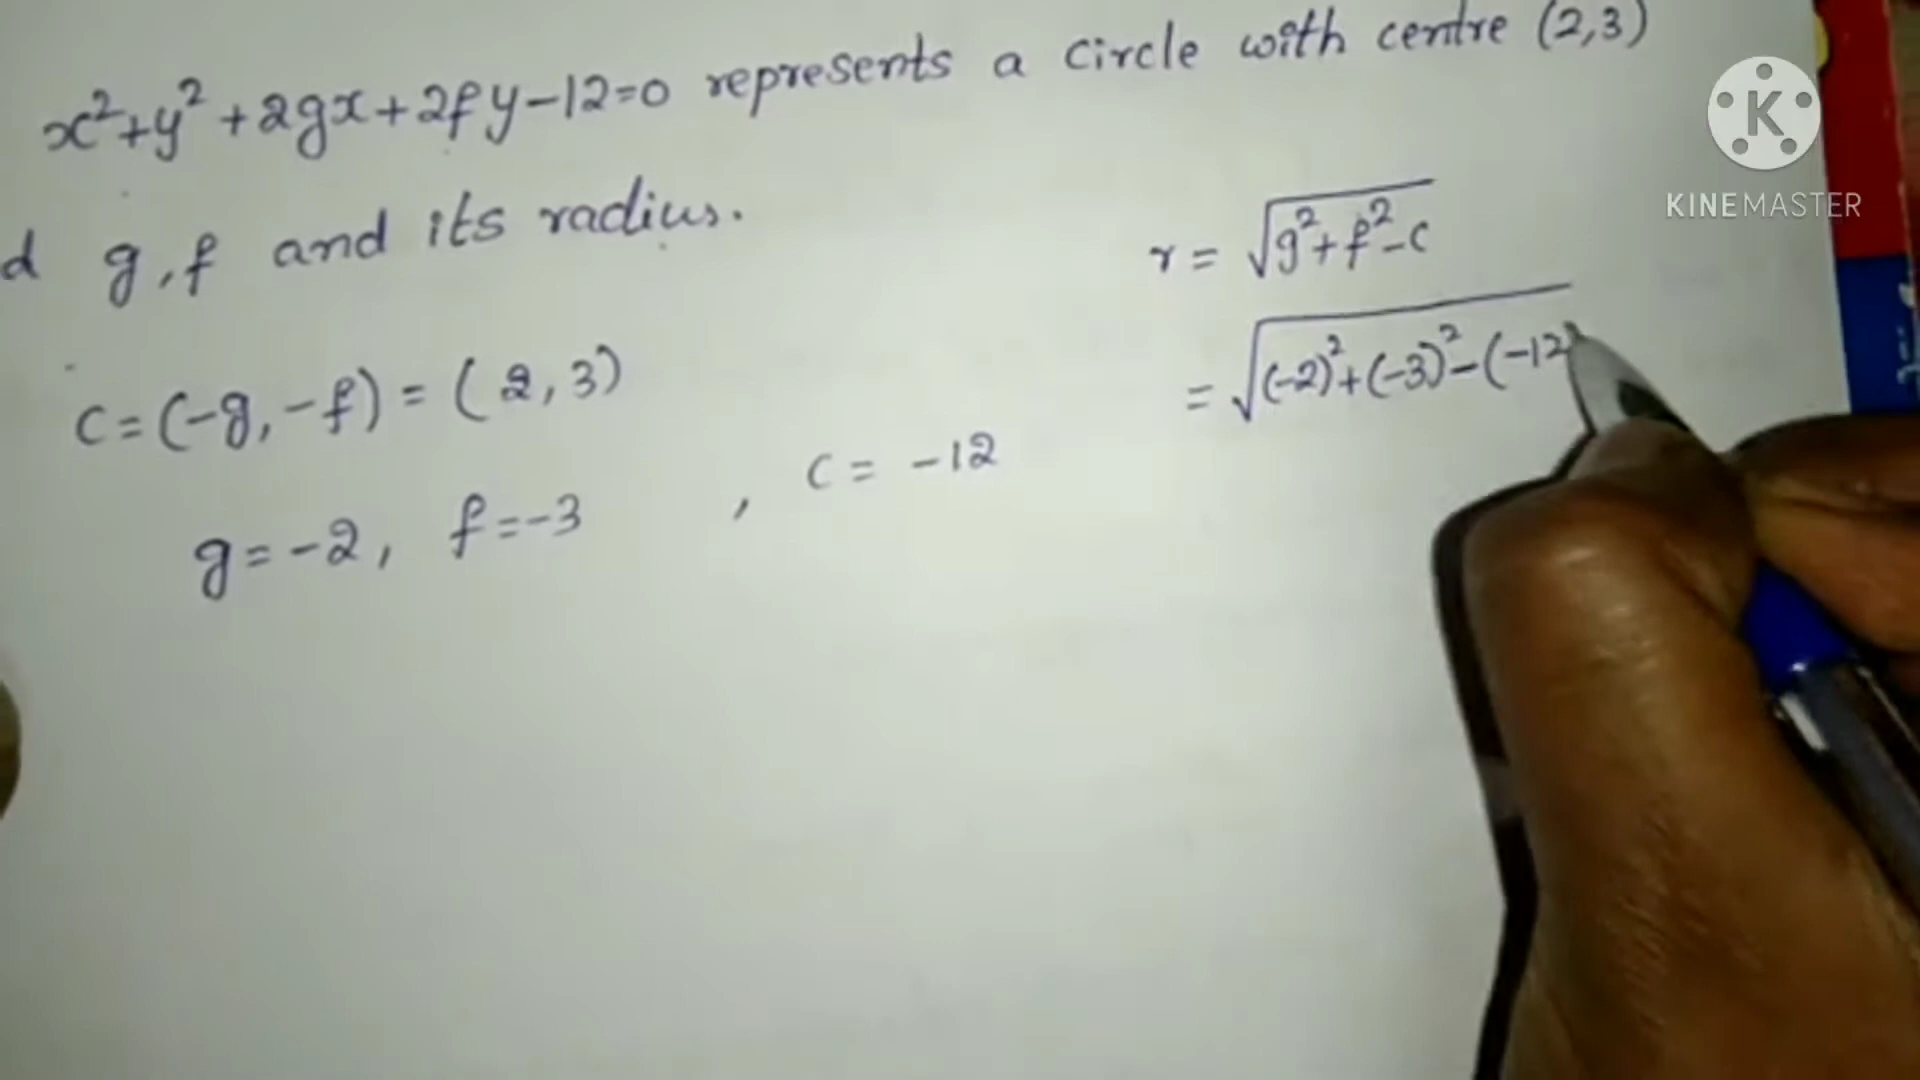 x²+y²+2gx+2fy-12=0 represents a circle with centre (2,3)
d g,f and its radius.
r = √g²+f²-c
= √(-2)²+(-3)²-(-12)
C=(-g,-f) = (2,3)
g=-2, f=-3 , c = -12
K
KINEMASTER